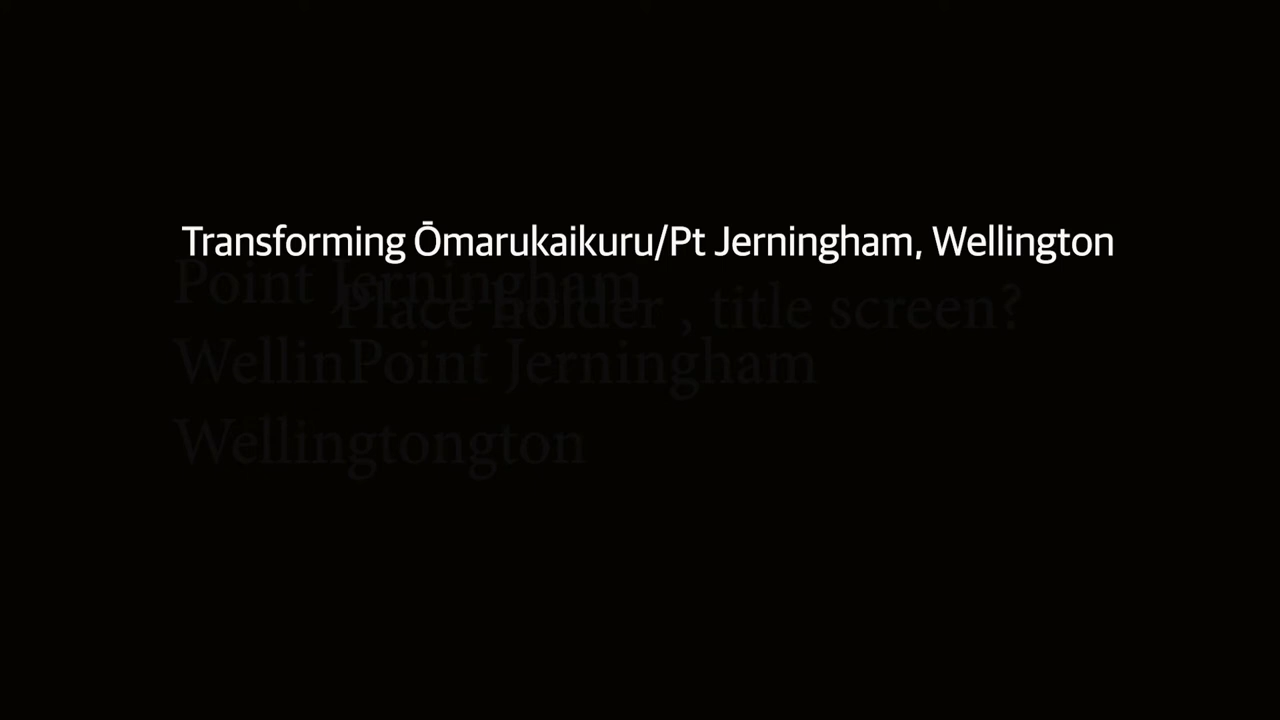 Transforming Ōmarukaikuru/Pt Jerningham, Wellington
Point Jerningham
Place holder , title screen?
WellinPoint Jerningham
Wellingtongton